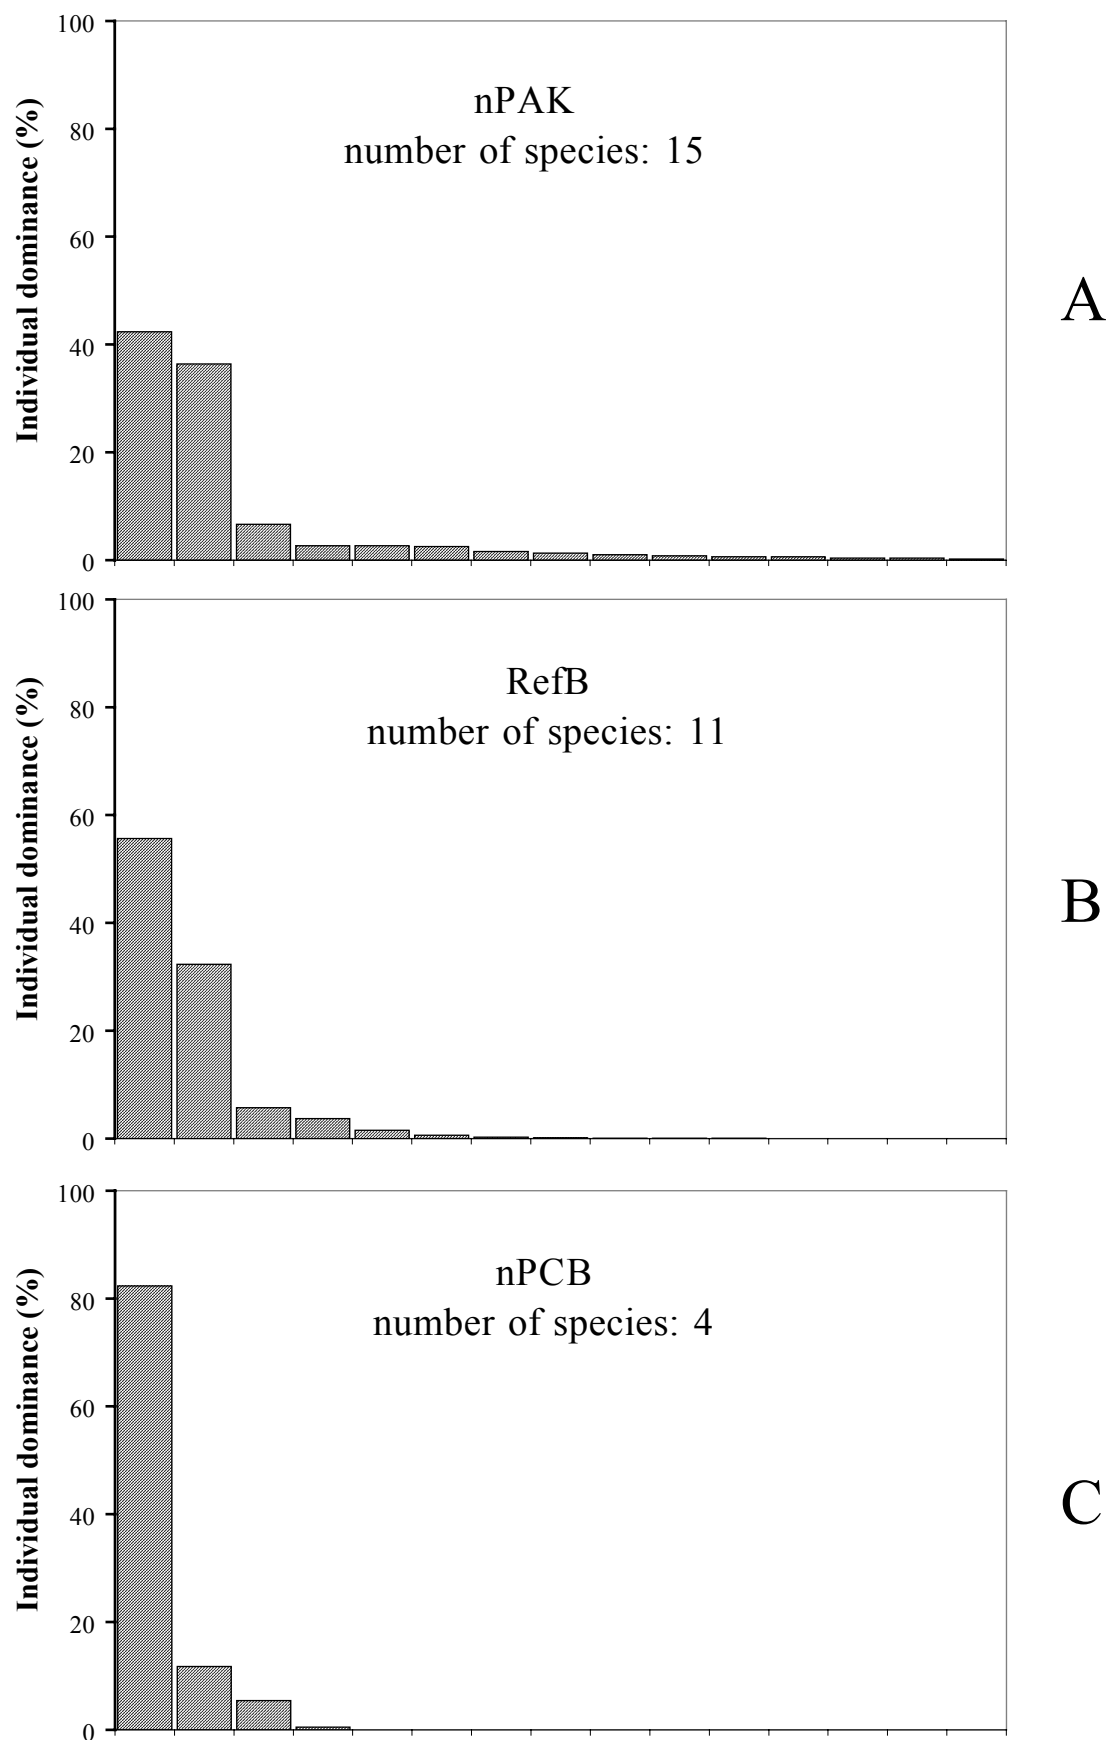 100
nPAK
80
number of species: 15
60
40
20
0
Individual dominance (%)
A
100
RefB
80
number of species: 11
60
40
20
0
Individual dominance (%)
B
100
nPCB
80
number of species: 4
60
40
20
0
Individual dominance (%)
C